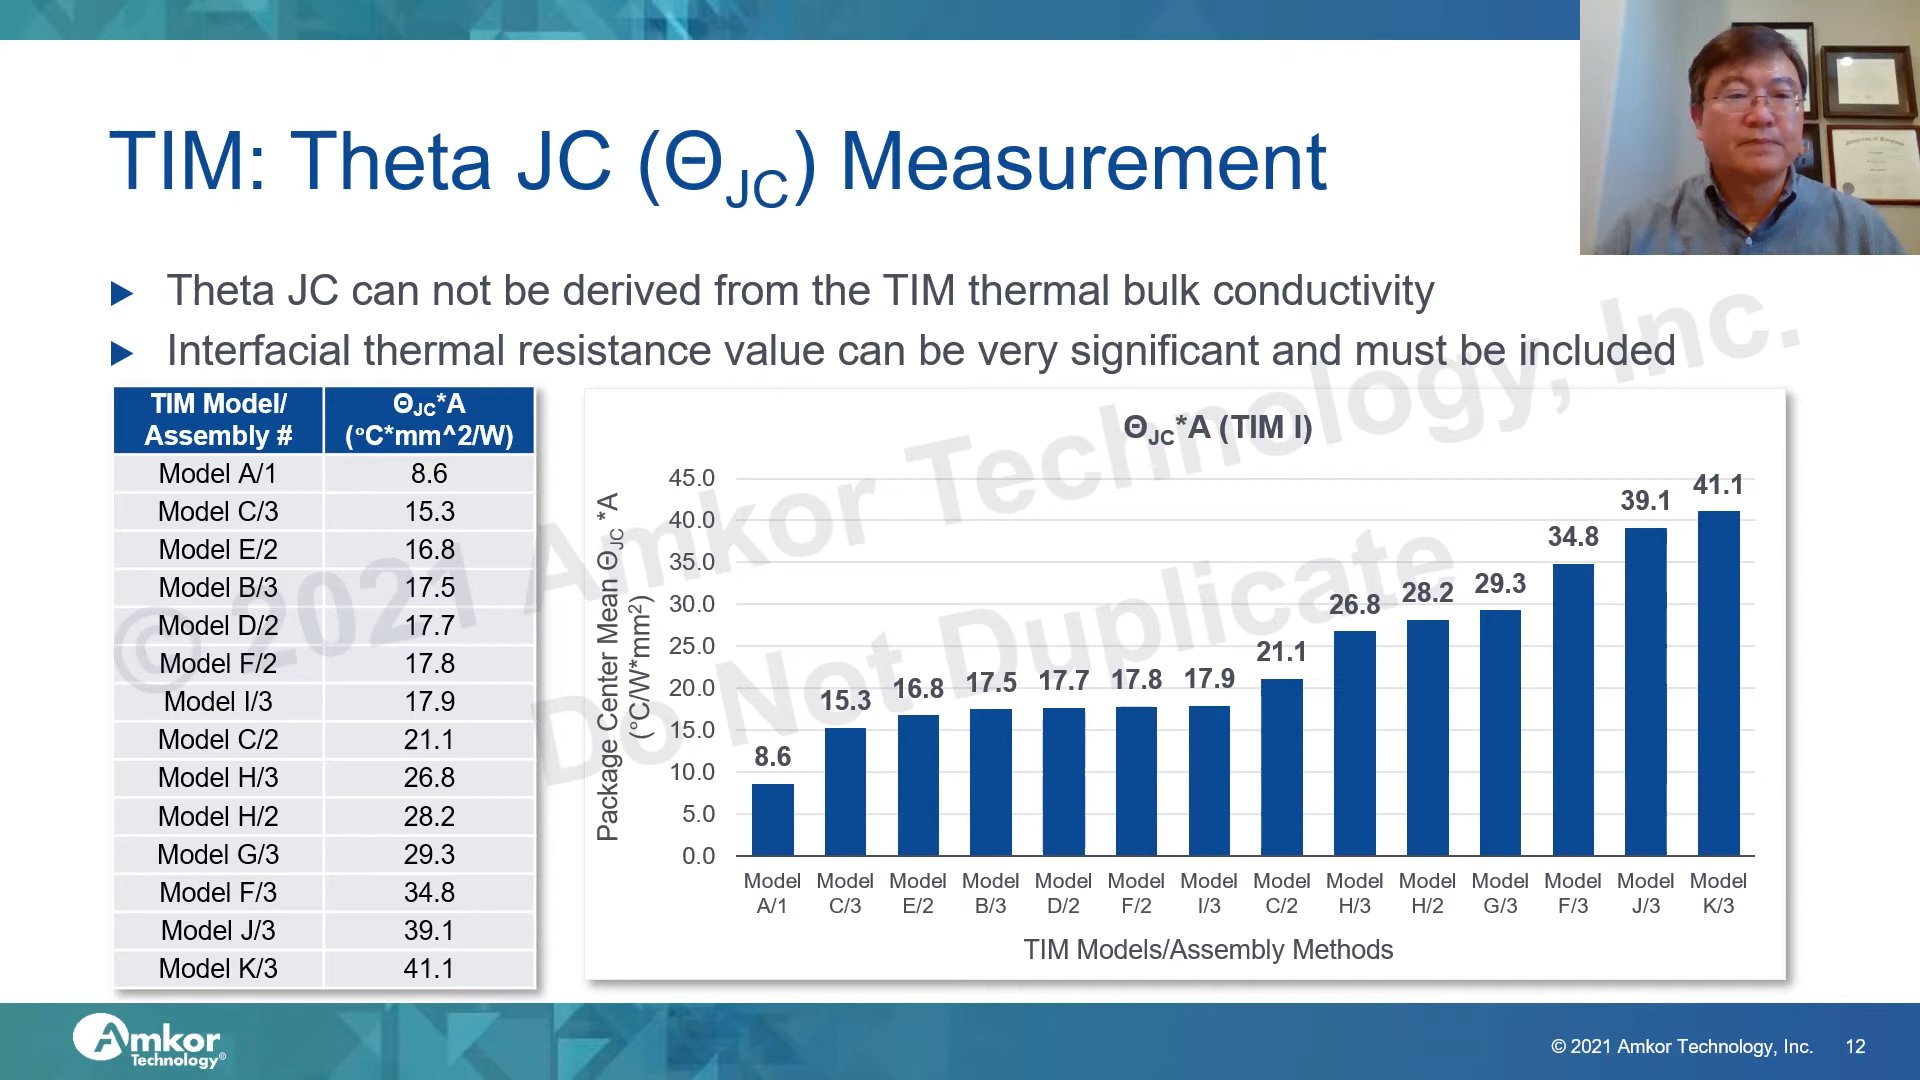 TIM: Theta JC (Θ_JC) Measurement
Theta JC can not be derived from the TIM thermal bulk conductivity
Interfacial thermal resistance value can be very significant and must be included
TIM Model/ Θ_JC*A
Assembly # (°C*mm^2/W)
Model A/1 8.6
Model C/3 15.3
Model E/2 16.8
Model B/3 17.5
Model D/2 17.7
Model F/2 17.8
Model I/3 17.9
Model C/2 21.1
Model H/3 26.8
Model H/2 28.2
Model G/3 29.3
Model F/3 34.8
Model J/3 39.1
Model K/3 41.1
Θ_JC*A (TIM I)
Package Center Mean Θ_JC *A
(°C/W*mm²)
45.0
40.0
35.0
30.0
25.0
20.0
15.0
10.0
5.0
0.0
8.6 15.3 16.8 17.5 17.7 17.8 17.9 21.1 26.8 28.2 29.3 34.8 39.1 41.1
Model Model Model Model Model Model Model Model Model Model Model Model Model Model
A/1 C/3 E/2 B/3 D/2 F/2 I/3 C/2 H/3 H/2 G/3 F/3 J/3 K/3
TIM Models/Assembly Methods
© 2021 Amkor Technology, Inc.
Do Not Duplicate
Amkor
Technology®
© 2021 Amkor Technology, Inc. 12